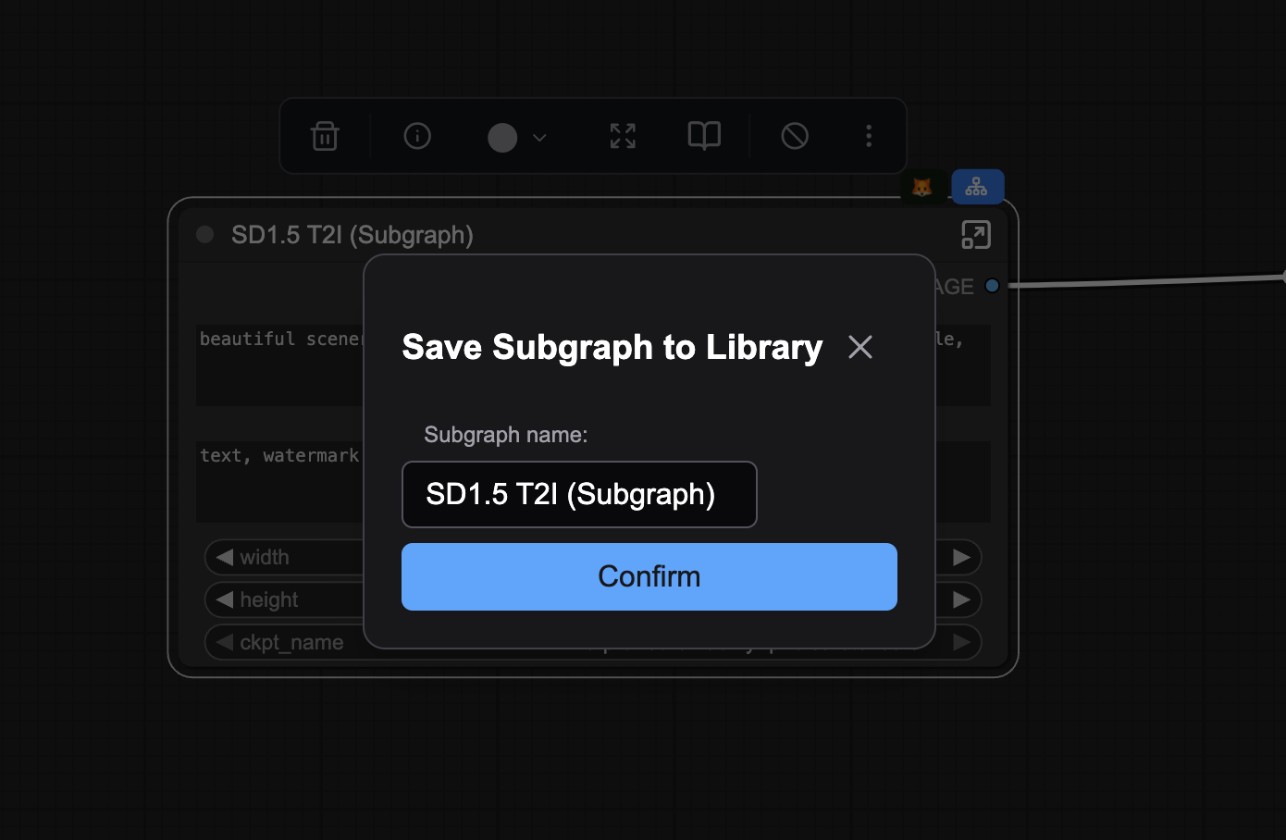 SD1.5 T2I (Subgraph)
AGE
beautiful
le,
Save Subgraph to Library
Subgraph name:
text, watermark
SD1.5 T2I (Subgraph)
width
Confirm
height
ckpt_name